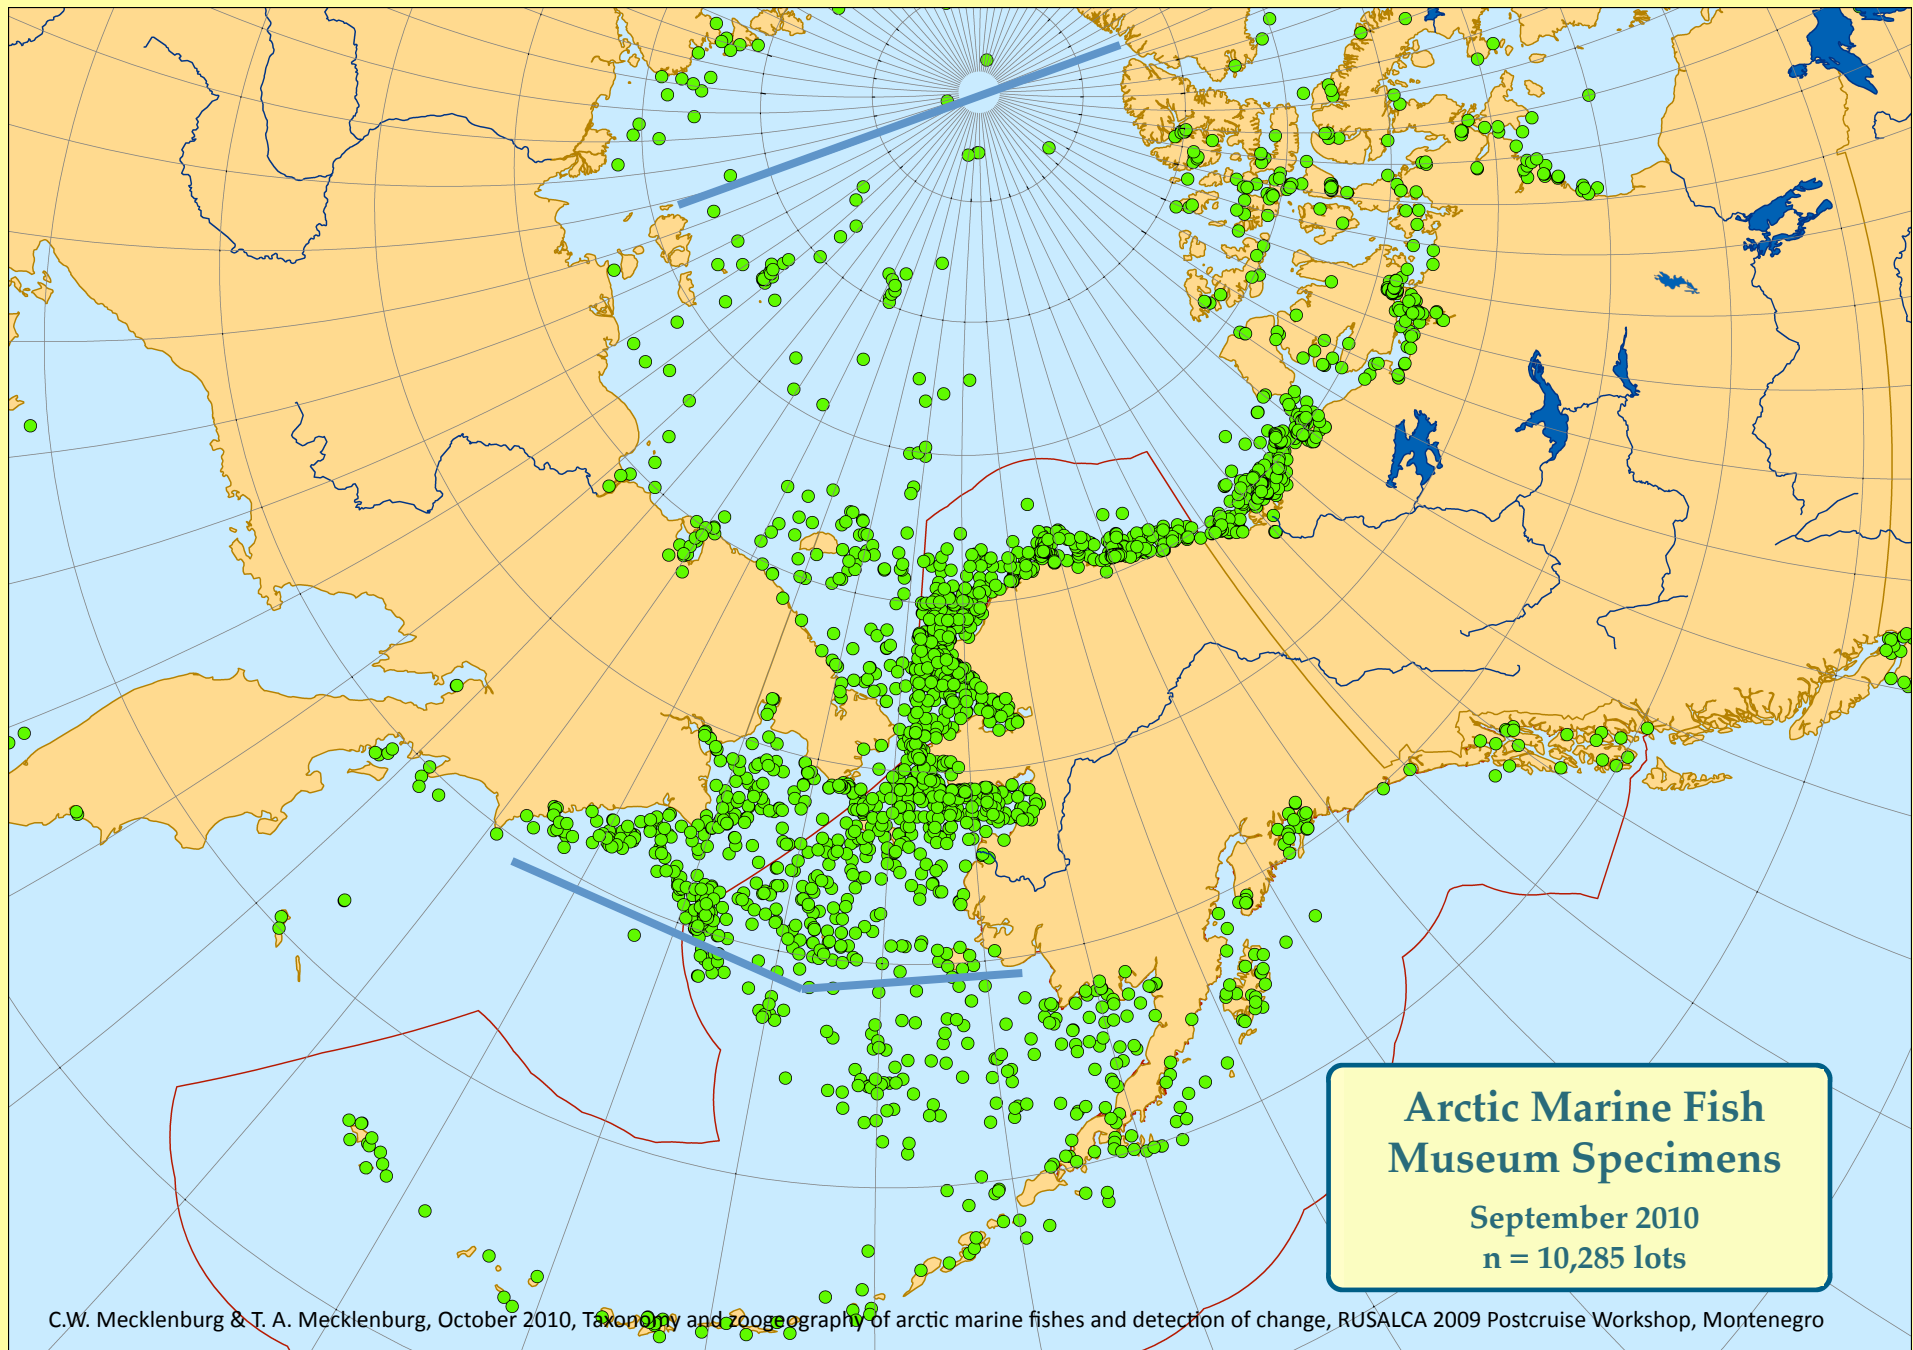 Arctic Marine Fish
Museum Specimens
September 2010
n = 10,285 lots
C.W. Mecklenburg & T. A. Mecklenburg, October 2010, Taxonomy and zoogeography of arctic marine fishes and detection of change, RUSALCA 2009 Postcruise Workshop, Montenegro